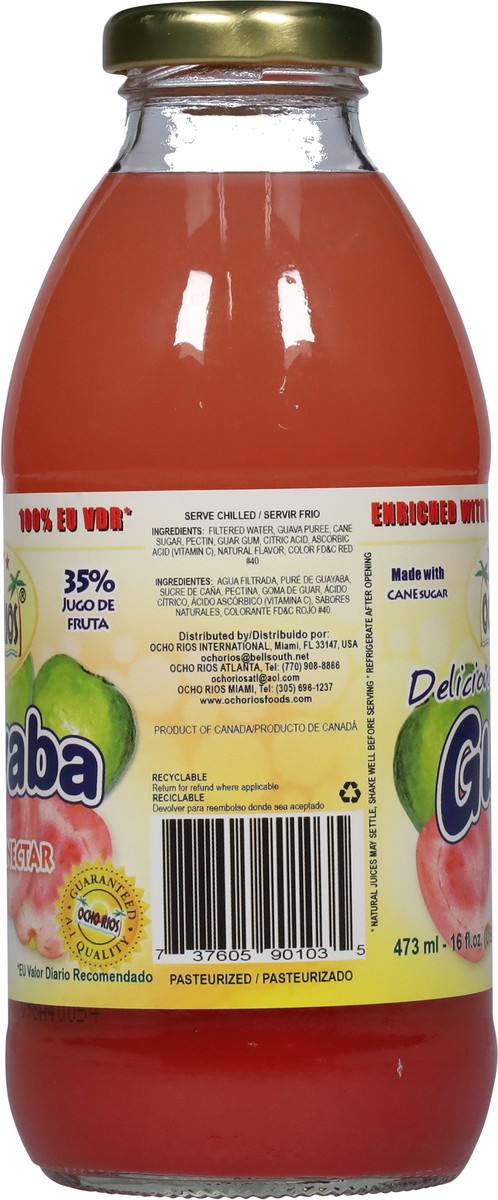 100% EU VDR*
35%
JUGO DE
FRUTA
®
aba
NECTAR
GUARANTEED
OCHO RIOS
A-1 QUALITY
*EU Valor Diario Recomendado
SERVE CHILLED / SERVIR FRIO
INGREDIENTS: FILTERED WATER, GUAVA PUREE, CANE
SUGAR, PECTIN, GUAR GUM, CITRIC ACID, ASCORBIC
ACID (VITAMIN C), NATURAL FLAVOR, COLOR FD&C RED
#40.
INGREDIENTES: AGUA FILTRADA, PURÉ DE GUAYABA,
SUCRE DE CAÑA, PECTINA, GOMA DE GUAR, ÁCIDO
CÍTRICO, ÁCIDO ASCÓRBICO (VITAMINA C), SABORES
NATURALES, COLORANTE FD&C ROJO #40.
Distributed by/Distribuido por:
OCHO RIOS INTERNATIONAL, Miami, FL 33147, USA
ochorios@bellsouth.net
OCHO RIOS ATLANTA, Tel: (770) 908-8866
ochoriosatl@aol.com
OCHO RIOS MIAMI, Tel: (305) 696-1237
www.ochoriosfoods.com
PRODUCT OF CANADA/PRODUCTO DE CANADÁ
RECYCLABLE
Return for refund where applicable
RECICLABLE
Devolver para reembolso donde sea aceptado
7 37605 90103 5
PASTEURIZED / PASTEURIZADO
* NATURAL JUICES MAY SETTLE, SHAKE WELL BEFORE SERVING * REFRIGERATE AFTER OPENING
ENRICHED WITH
Made with
CANE SUGAR
Deliciou
Gu
473 ml - 16 fl.oz.